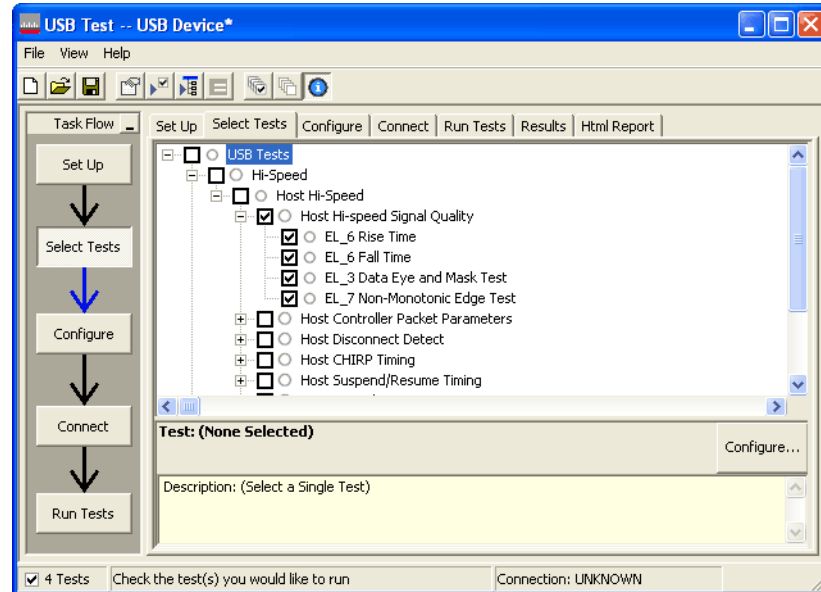 USB Test -- USB Device*
File View Help
Task Flow
Set Up Select Tests Configure Connect Run Tests Results Html Report
Set Up
Select Tests
Configure
Connect
Run Tests
USB Tests
Hi-Speed
Host Hi-Speed
Host Hi-speed Signal Quality
EL_6 Rise Time
EL_6 Fall Time
EL_3 Data Eye and Mask Test
EL_7 Non-Monotonic Edge Test
Host Controller Packet Parameters
Host Disconnect Detect
Host CHIRP Timing
Host Suspend/Resume Timing
Test: (None Selected)
Configure...
Description: (Select a Single Test)
4 Tests Check the test(s) you would like to run Connection: UNKNOWN